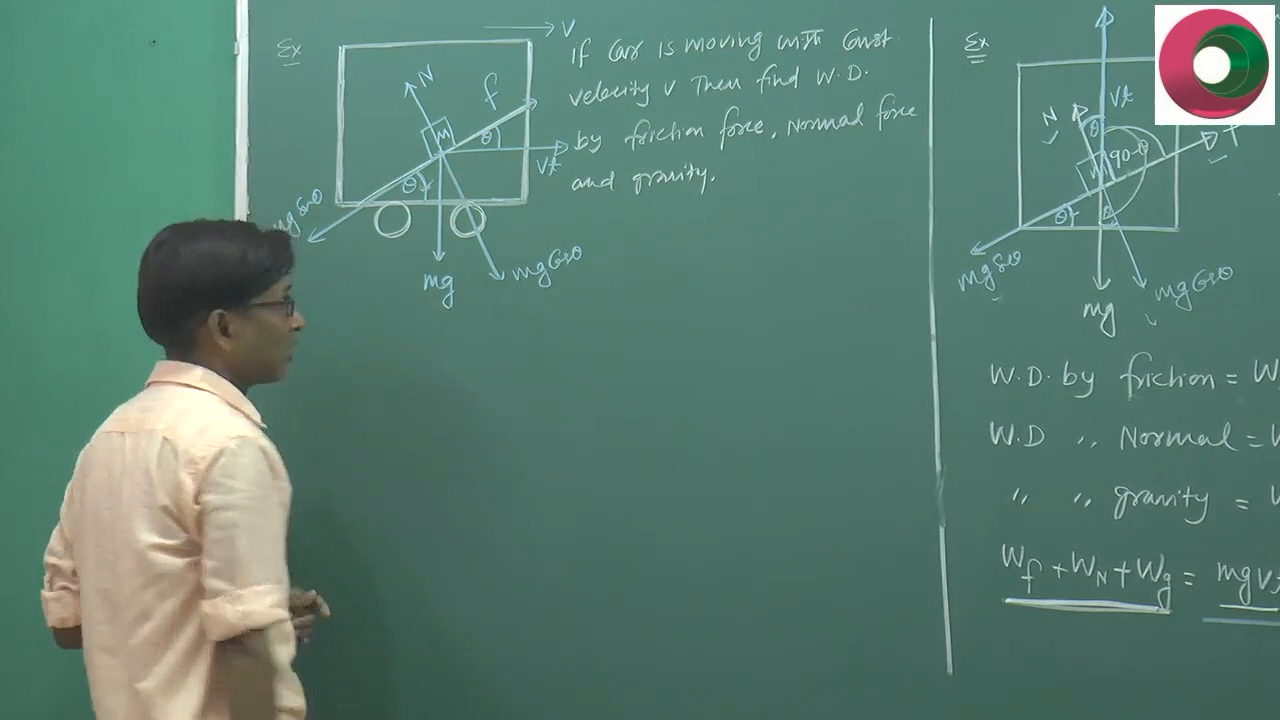 Ex
V
If Car is moving with Const.
velocity v Then find W.D.
by friction force, Normal force
and gravity.
N
f
M
θ
Vt
θ
mg sinθ
mg
mg Cosθ
Ex
Vt
N
θ
90-θ
f
θ
mg sinθ
mg
mg Cosθ
W.D. by friction = W
W.D ,, Normal = W
,, ,, gravity = W
Wf + WN + Wg = mgv